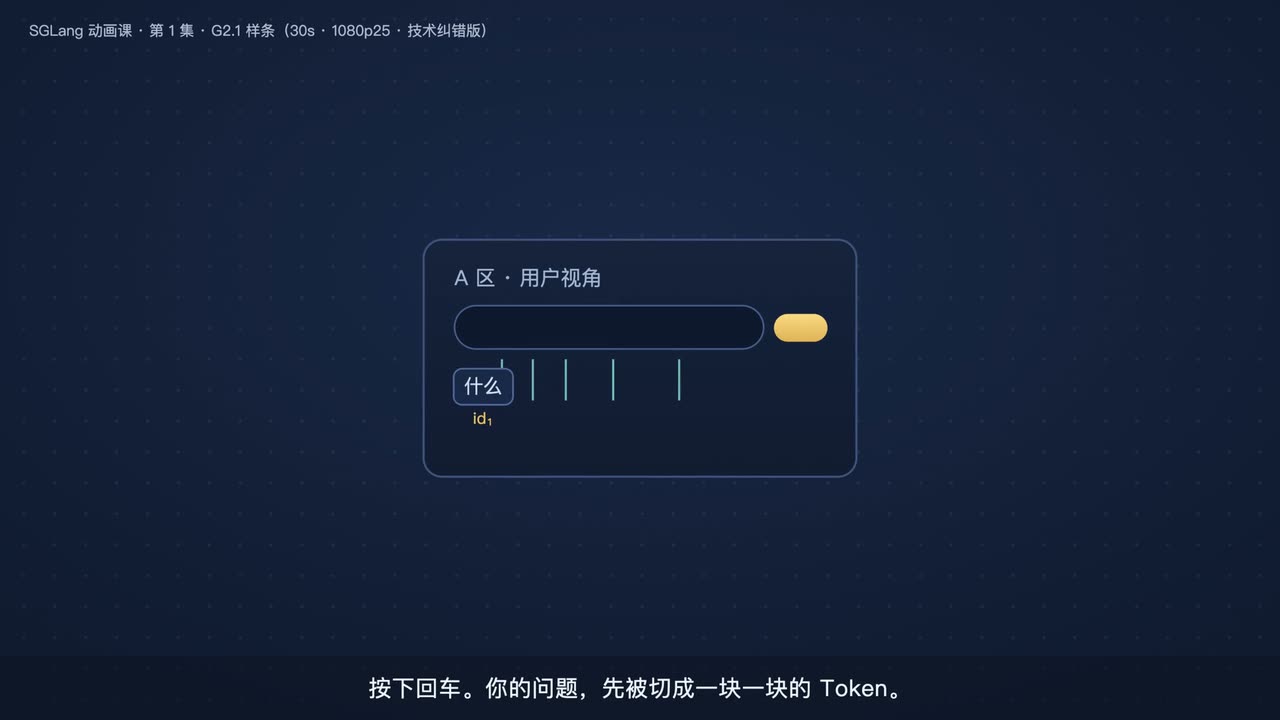 SGLang 动画课 · 第 1 集 · G2.1 样条（30s · 1080p25 · 技术纠错版）
A 区 · 用户视角
什么
id₁
按下回车。你的问题，先被切成一块一块的 Token。